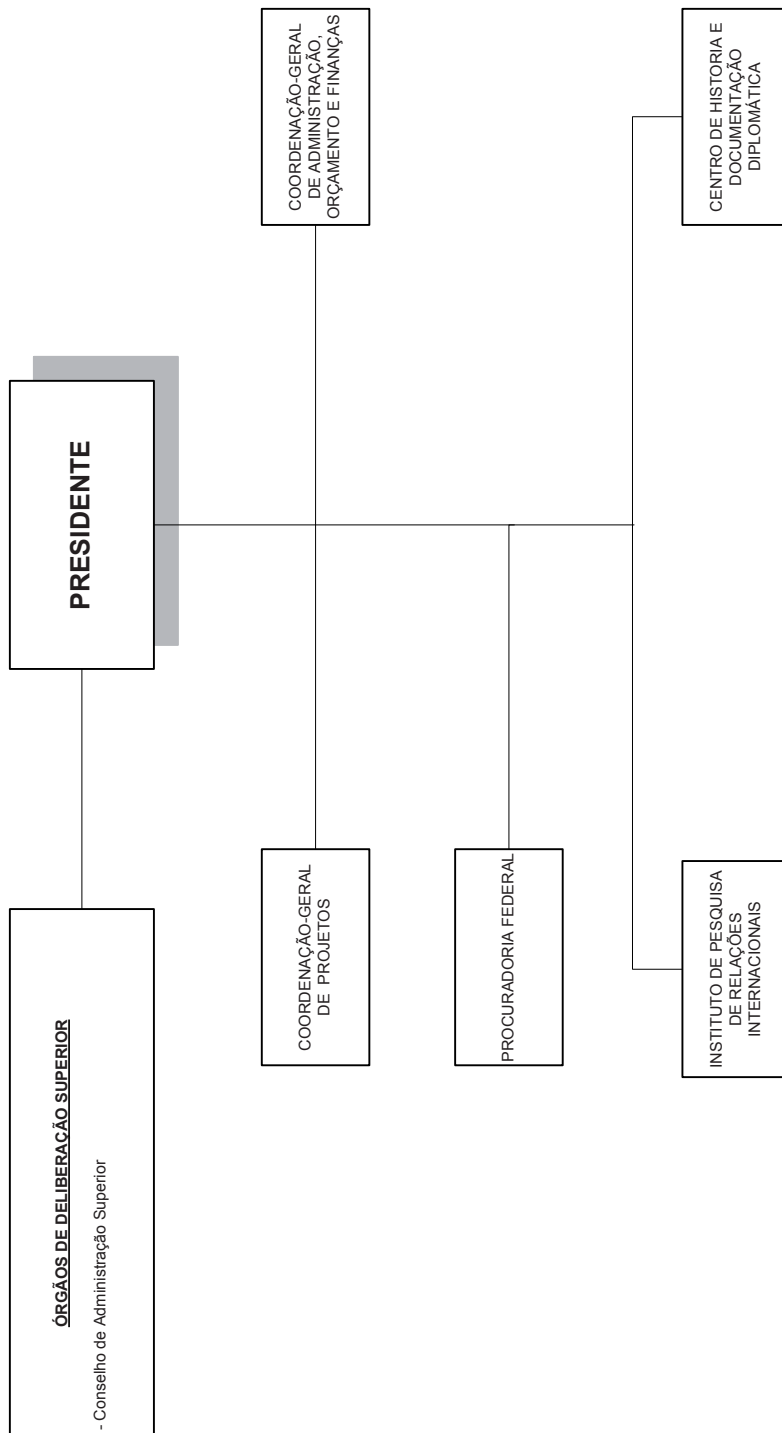 ÓRGÃOS DE DELIBERAÇÃO SUPERIOR
- Conselho de Administração Superior
PRESIDENTE
COORDENAÇÃO-GERAL
DE PROJETOS
COORDENAÇÃO-GERAL
DE ADMINISTRAÇÃO,
ORÇAMENTO E FINANÇAS
PROCURADORIA FEDERAL
INSTITUTO DE PESQUISA
DE RELAÇÕES
INTERNACIONAIS
CENTRO DE HISTORIA E
DOCUMENTAÇÃO
DIPLOMÁTICA